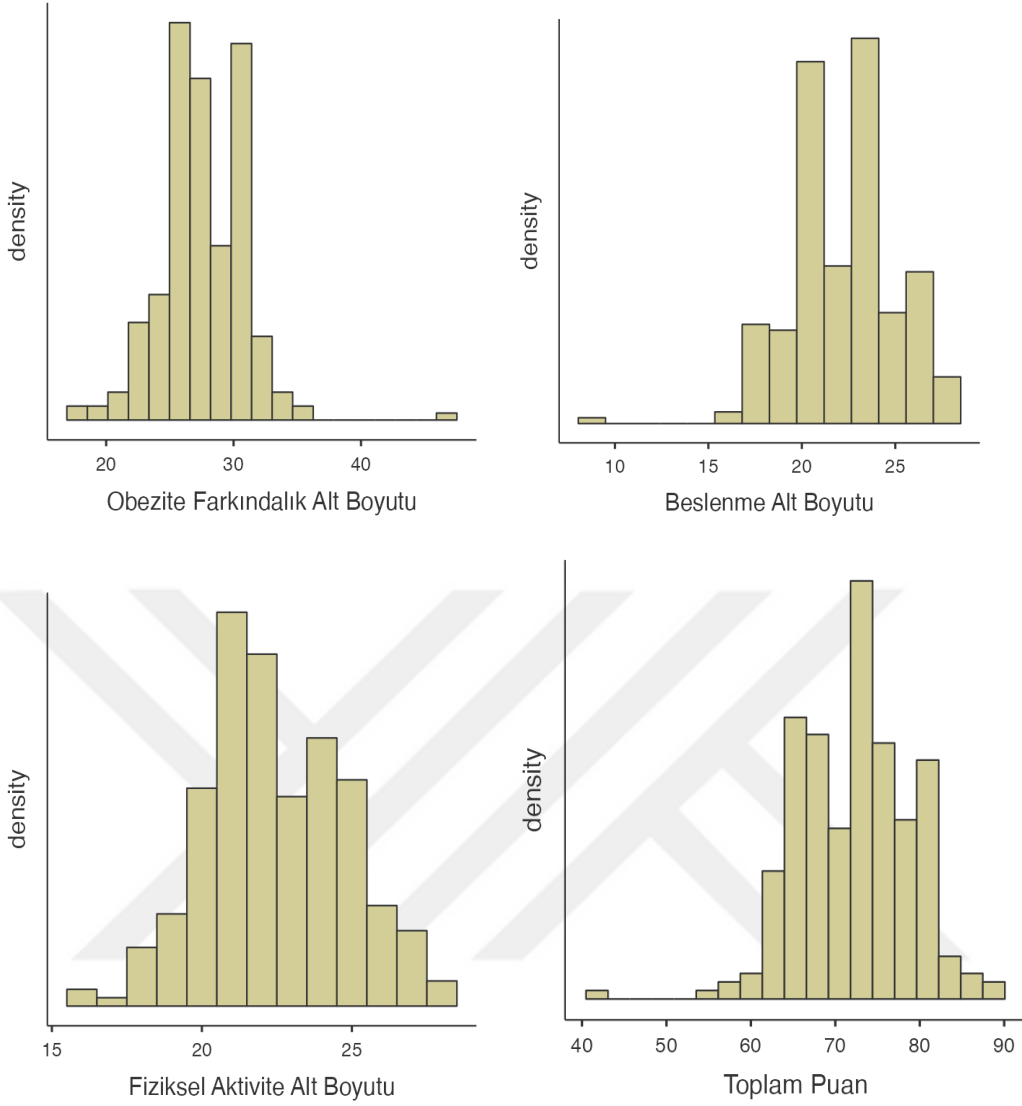 density
20 30 40
Obezite Farkındalık Alt Boyutu
density
10 15 20 25
Beslenme Alt Boyutu
density
15 20 25
Fiziksel Aktivite Alt Boyutu
density
40 50 60 70 80 90
Toplam Puan